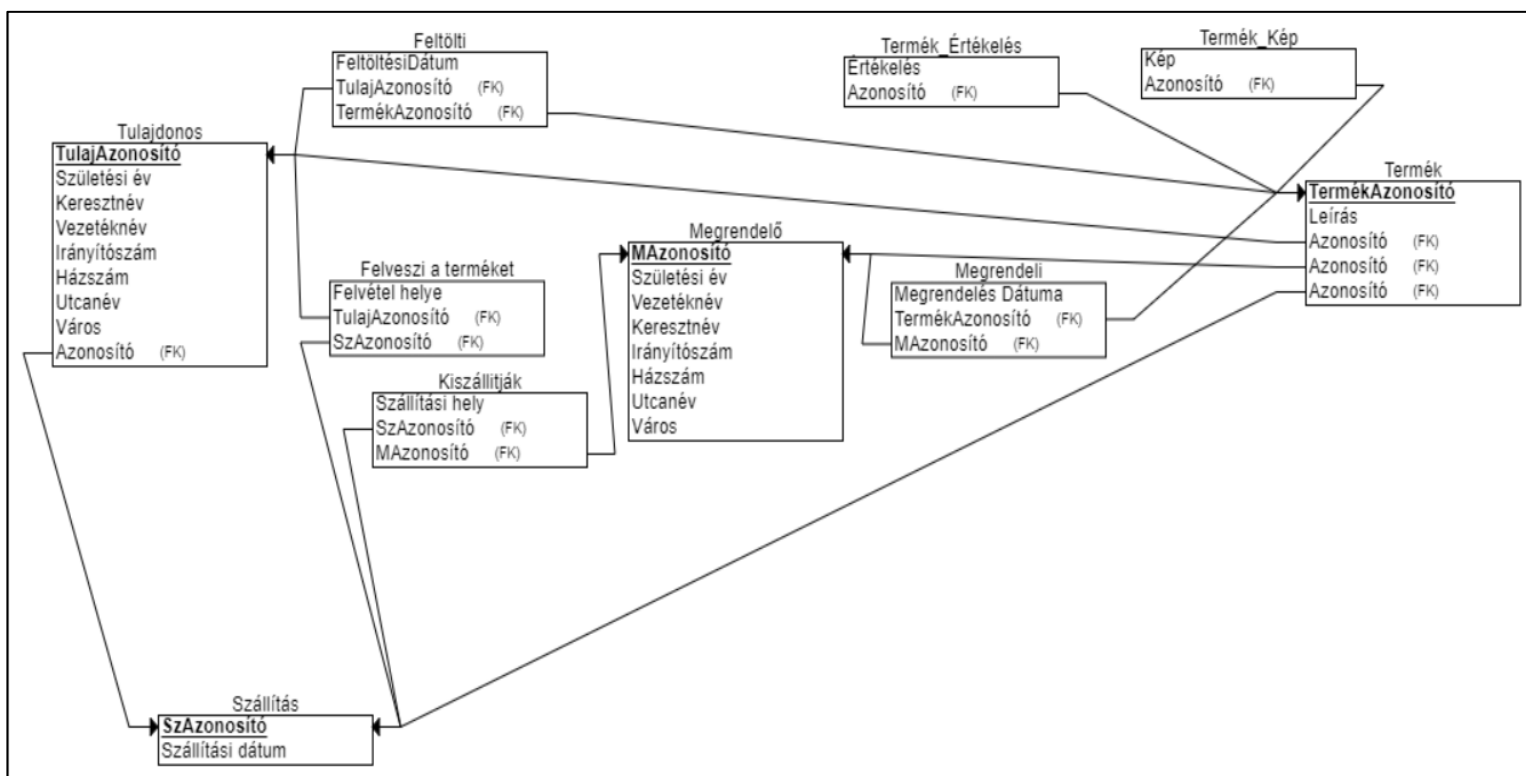 Feltölti
FeltöltésiDátum
TulajAzonosító (FK)
TermékAzonosító (FK)
Termék_Értékelés
Értékelés
Azonosító (FK)
Termék_Kép
Kép
Azonosító (FK)
Tulajdonos
TulajAzonosító
Születési év
Keresztnév
Vezetéknév
Irányítószám
Házszám
Utcanév
Város
Azonosító (FK)
Termék
TermékAzonosító
Leírás
Azonosító (FK)
Azonosító (FK)
Azonosító (FK)
Megrendelő
MAzonosító
Születési év
Vezetéknév
Keresztnév
Irányítószám
Házszám
Utcanév
Város
Felveszi a terméket
Felvétel helye
TulajAzonosító (FK)
SzAzonosító (FK)
Megrendeli
Megrendelés Dátuma
TermékAzonosító (FK)
MAzonosító (FK)
Kiszállitják
Szállítási hely
SzAzonosító (FK)
MAzonosító (FK)
Szállítás
SzAzonosító
Szállítási dátum